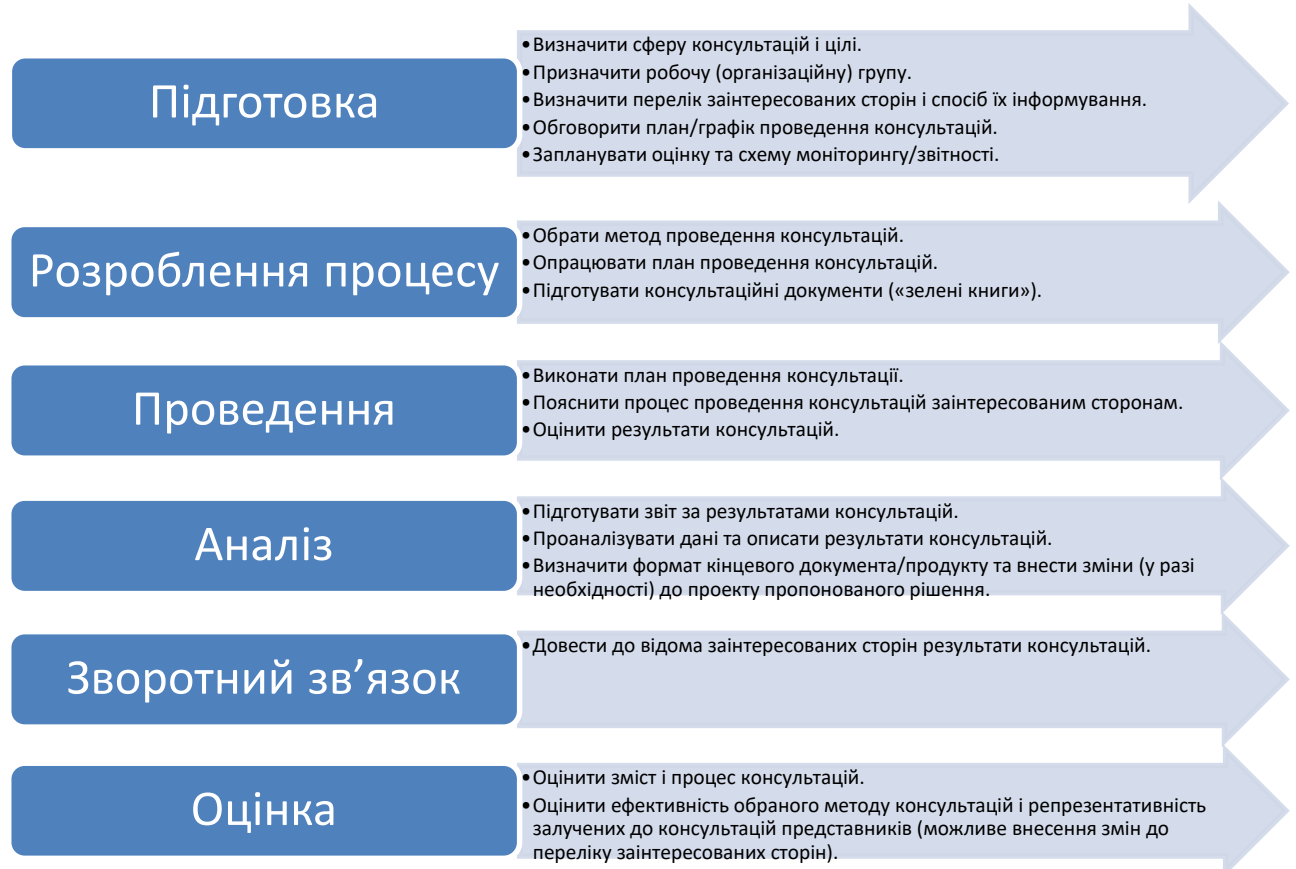 Підготовка
•Визначити сферу консультацій і цілі.
•Призначити робочу (організаційну) групу.
•Визначити перелік заінтересованих сторін і спосіб їх інформування.
•Обговорити план/графік проведення консультацій.
•Запланувати оцінку та схему моніторингу/звітності.
Розроблення процесу
•Обрати метод проведення консультацій.
•Опрацювати план проведення консультацій.
•Підготувати консультаційні документи («зелені книги»).
Проведення
•Виконати план проведення консультації.
•Пояснити процес проведення консультацій заінтересованим сторонам.
•Оцінити результати консультацій.
Аналіз
•Підготувати звіт за результатами консультацій.
•Проаналізувати дані та описати результати консультацій.
•Визначити формат кінцевого документа/продукту та внести зміни (у разі
необхідності) до проекту пропонованого рішення.
Зворотний зв’язок
•Довести до відома заінтересованих сторін результати консультацій.
Оцінка
•Оцінити зміст і процес консультацій.
•Оцінити ефективність обраного методу консультацій і репрезентативність
залучених до консультацій представників (можливе внесення змін до
переліку заінтересованих сторін).